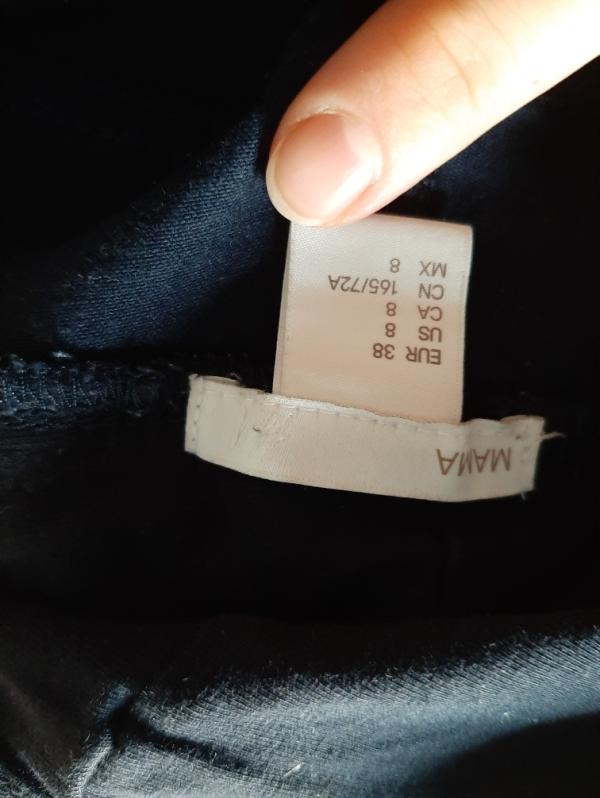 MAMA
EUR 38
US 8
CA 8
CN 165/72A
MX 8